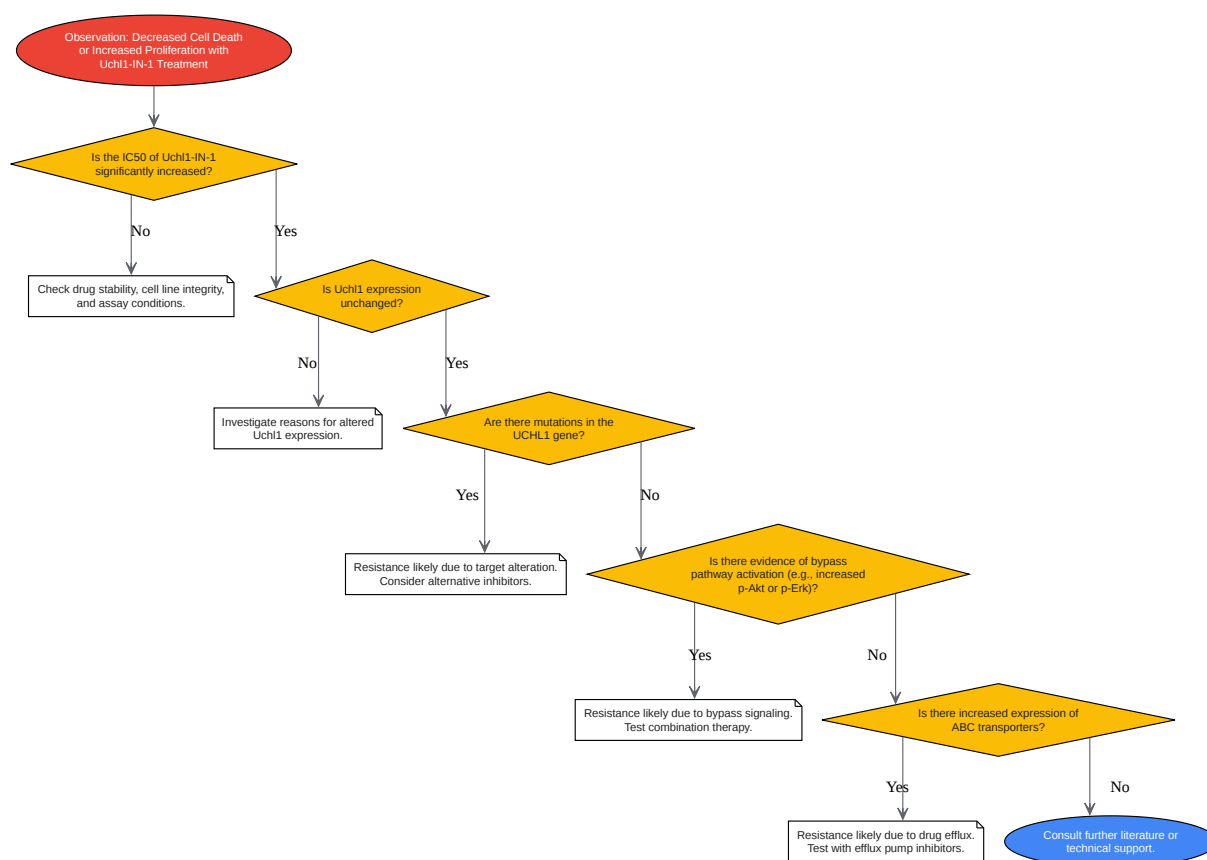 Observation: Decreased Cell Death
or Increased Proliferation with
Uchl1-IN-1 Treatment
Is the IC50 of Uchl1-IN-1
significantly increased?
No
Yes
Check drug stability, cell line integrity,
and assay conditions.
Is Uchl1 expression
unchanged?
No
Yes
Investigate reasons for altered
Uchl1 expression.
Are there mutations in the
UCHL1 gene?
Yes
No
Resistance likely due to target alteration.
Consider alternative inhibitors.
Is there evidence of bypass
pathway activation (e.g., increased
p-Akt or p-Erk)?
Yes
No
Resistance likely due to bypass signaling.
Test combination therapy.
Is there increased expression of
ABC transporters?
Yes
No
Resistance likely due to drug efflux.
Test with efflux pump inhibitors.
Consult further literature or
technical support.